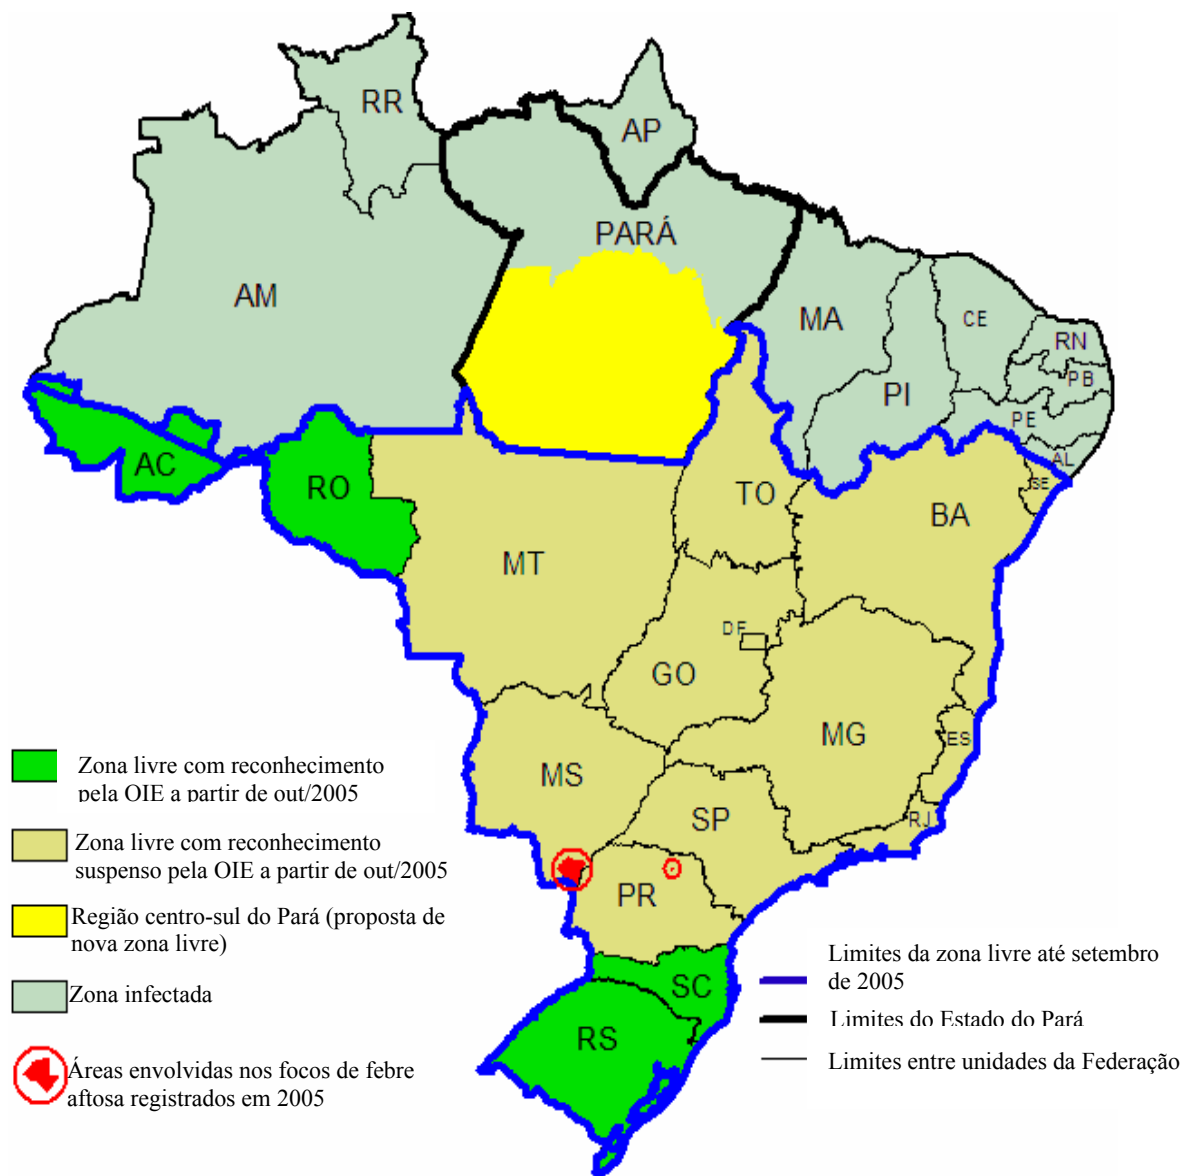 RR
AP
PARÁ
AM
MA
CE
RN
PB
PI
PE
AL
SE
AC
RO
TO
BA
MT
DF
GO
MG
ES
MS
SP
RJ
PR
SC
RS
Zona livre com reconhecimento
pela OIE a partir de out/2005
Zona livre com reconhecimento
suspenso pela OIE a partir de out/2005
Região centro-sul do Pará (proposta de
nova zona livre)
Zona infectada
Áreas envolvidas nos focos de febre
aftosa registrados em 2005
Limites da zona livre até setembro
de 2005
Limites do Estado do Pará
Limites entre unidades da Federação